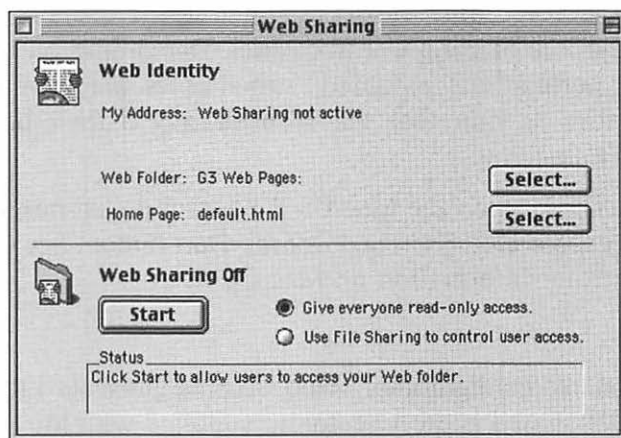 Web Sharing
Web Identity
My Address: Web Sharing not active
Web Folder: G3 Web Pages:
Select...
Home Page: default.html
Select...
Web Sharing Off
Start
Give everyone read-only access.
Use File Sharing to control user access.
Status
Click Start to allow users to access your Web folder.